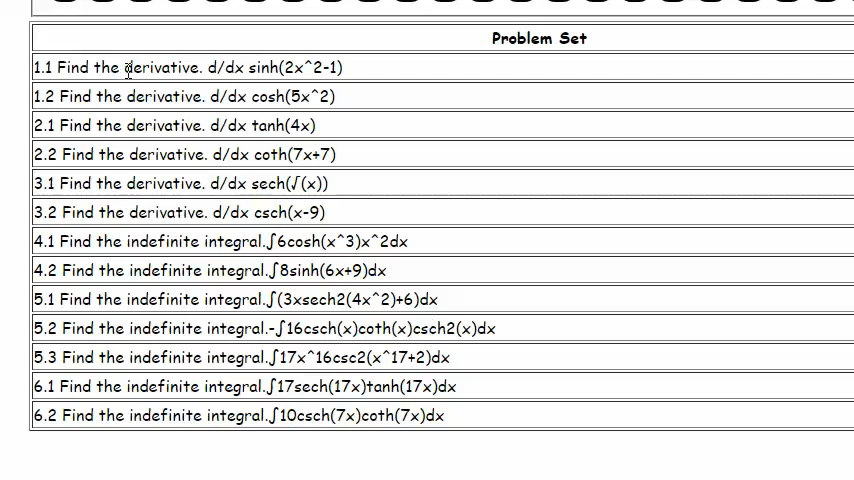 Problem Set
1.1 Find the derivative. d/dx sinh(2x^2-1)
1.2 Find the derivative. d/dx cosh(5x^2)
2.1 Find the derivative. d/dx tanh(4x)
2.2 Find the derivative. d/dx coth(7x+7)
3.1 Find the derivative. d/dx sech(√(x))
3.2 Find the derivative. d/dx csch(x-9)
4.1 Find the indefinite integral.∫6cosh(x^3)x^2dx
4.2 Find the indefinite integral.∫8sinh(6x+9)dx
5.1 Find the indefinite integral.∫(3xsech2(4x^2)+6)dx
5.2 Find the indefinite integral.-∫16csch(x)coth(x)csch2(x)dx
5.3 Find the indefinite integral.∫17x^16csc2(x^17+2)dx
6.1 Find the indefinite integral.∫17sech(17x)tanh(17x)dx
6.2 Find the indefinite integral.∫10csch(7x)coth(7x)dx